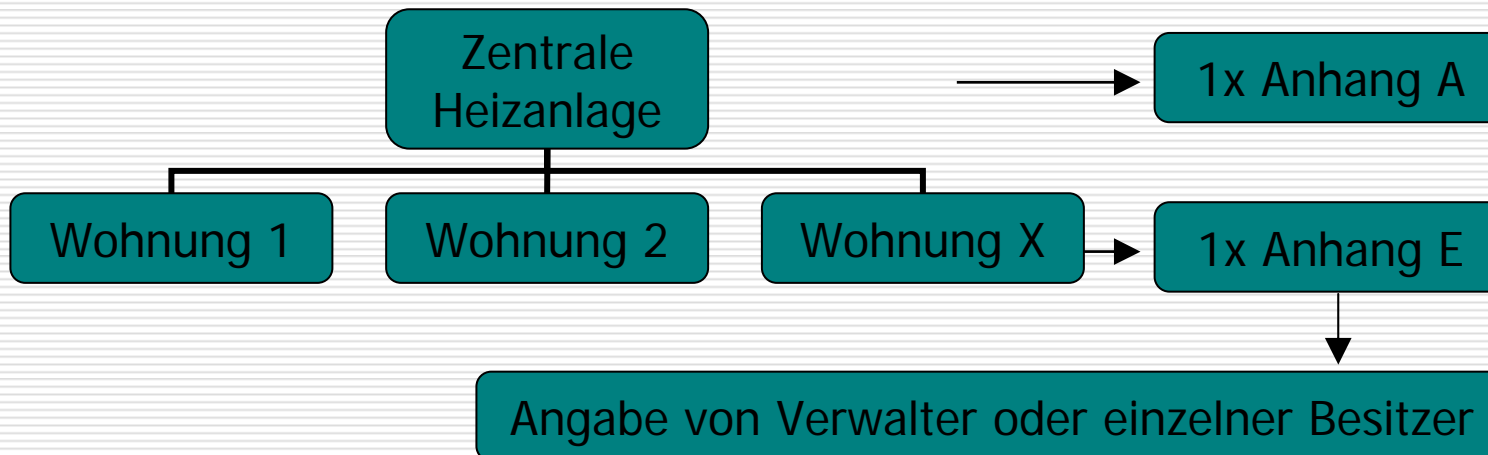 Zentrale
Heizanlage
1x Anhang A
Wohnung 1
Wohnung 2
Wohnung X
1x Anhang E
Angabe von Verwalter oder einzelner Besitzer